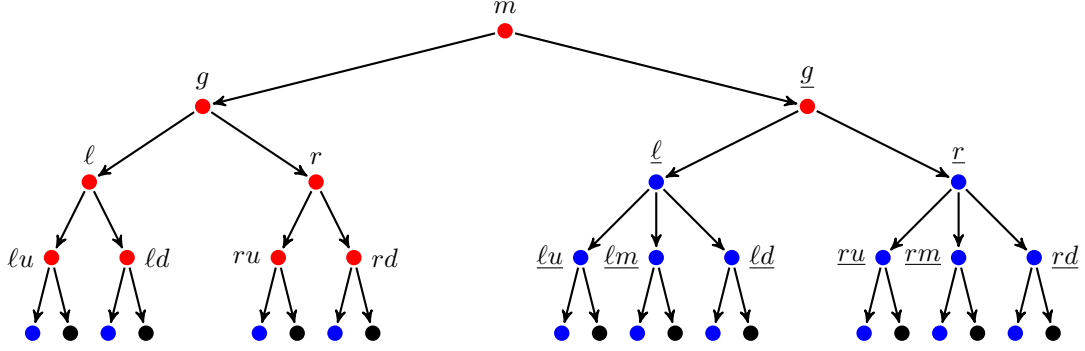 m
g g
ℓ r ℓ r
ℓu ℓd ru rd ℓu ℓm ℓd ru rm rd